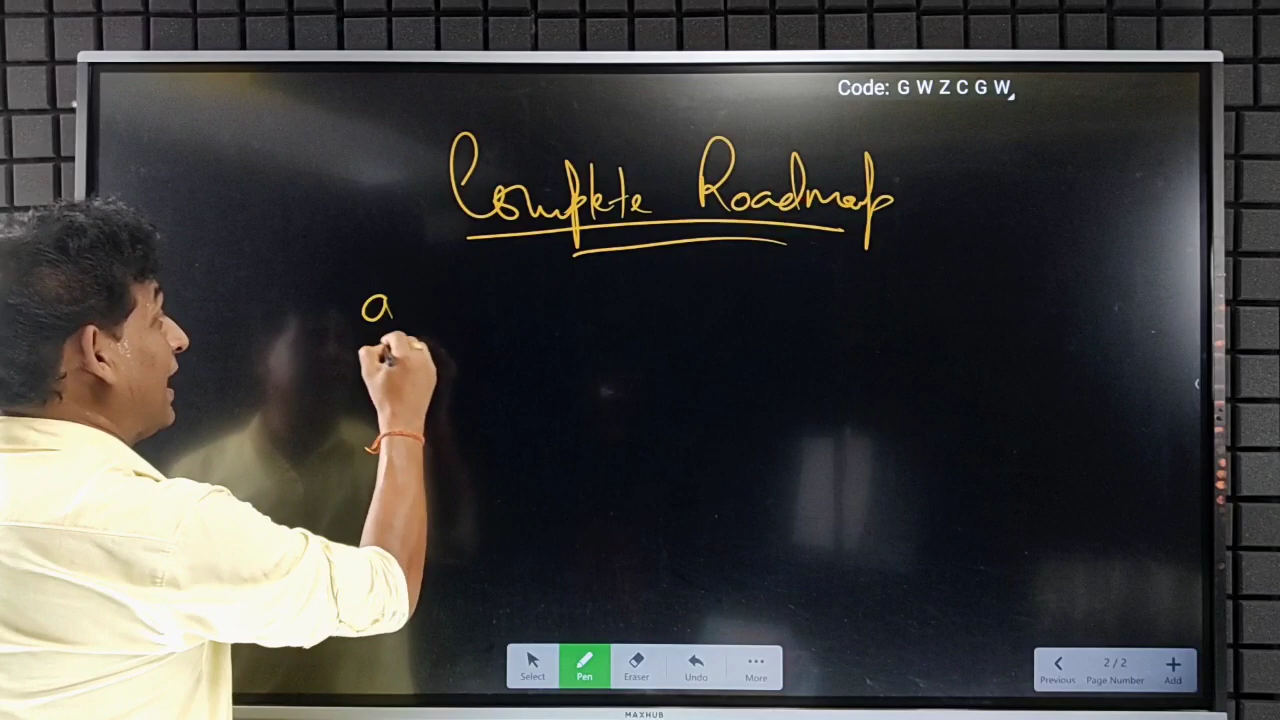 Code: G W Z C G W
Complete Roadmap
a
Select Pen Eraser Undo More
2/2
Previous Page Number Add
MAXHUB